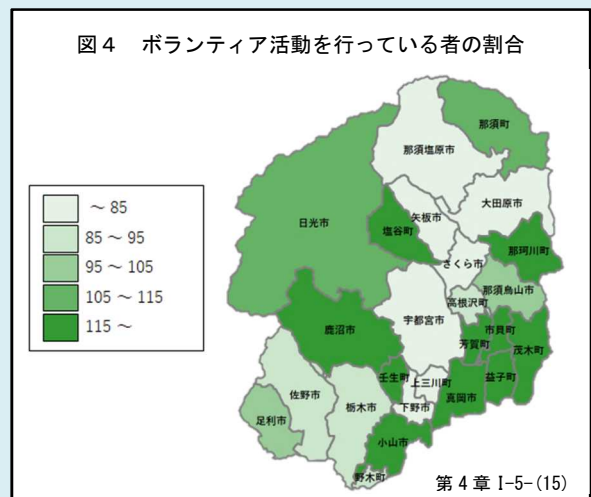 図４　ボランティア活動を行っている者の割合
～ 85
85 ～ 95
95 ～ 105
105 ～ 115
115 ～
那須町
那須塩原市
大田原市
矢板市
日光市
塩谷町
那珂川町
さくら市
那須烏山市
高根沢町
宇都宮市
鹿沼市
市貝町
芳賀町
茂木町
壬生町
上三川町
益子町
真岡市
佐野市
栃木市
下野市
足利市
小山市
野木町
第４章 I-5-(15)